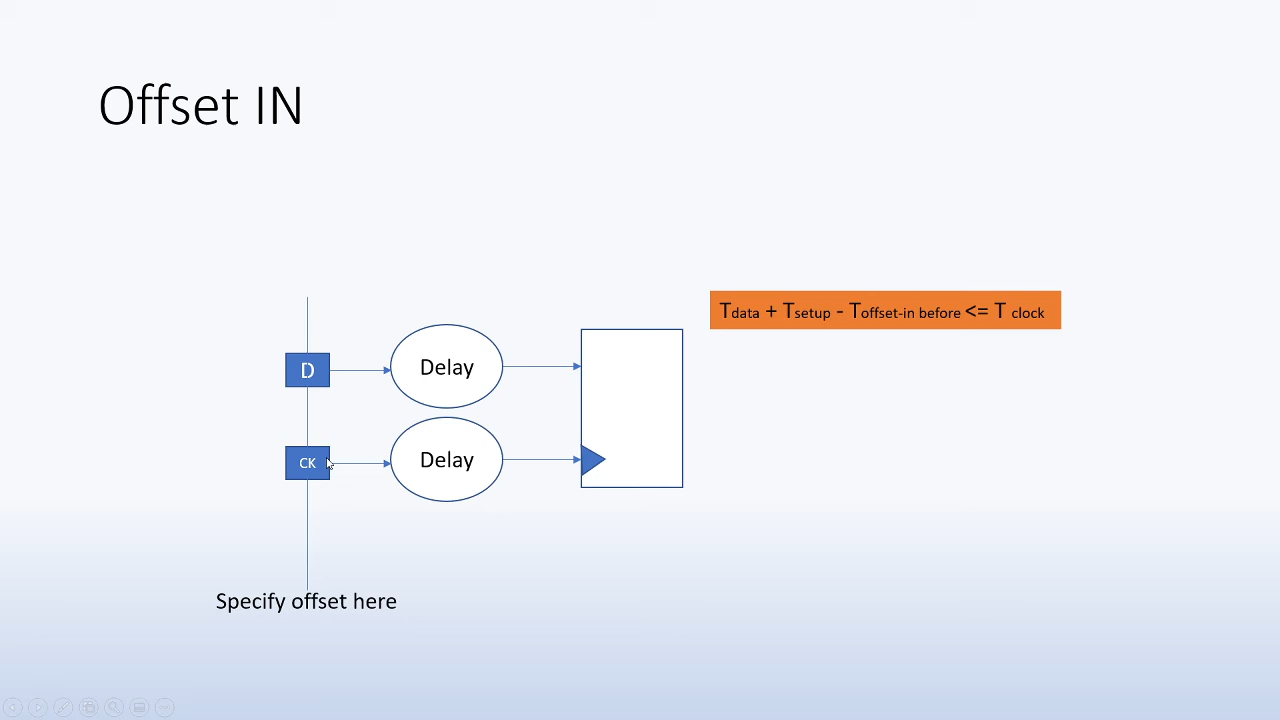 Offset IN
Tdata + Tsetup - Toffset-in before <= T clock
D
Delay
CK
Delay
Specify offset here